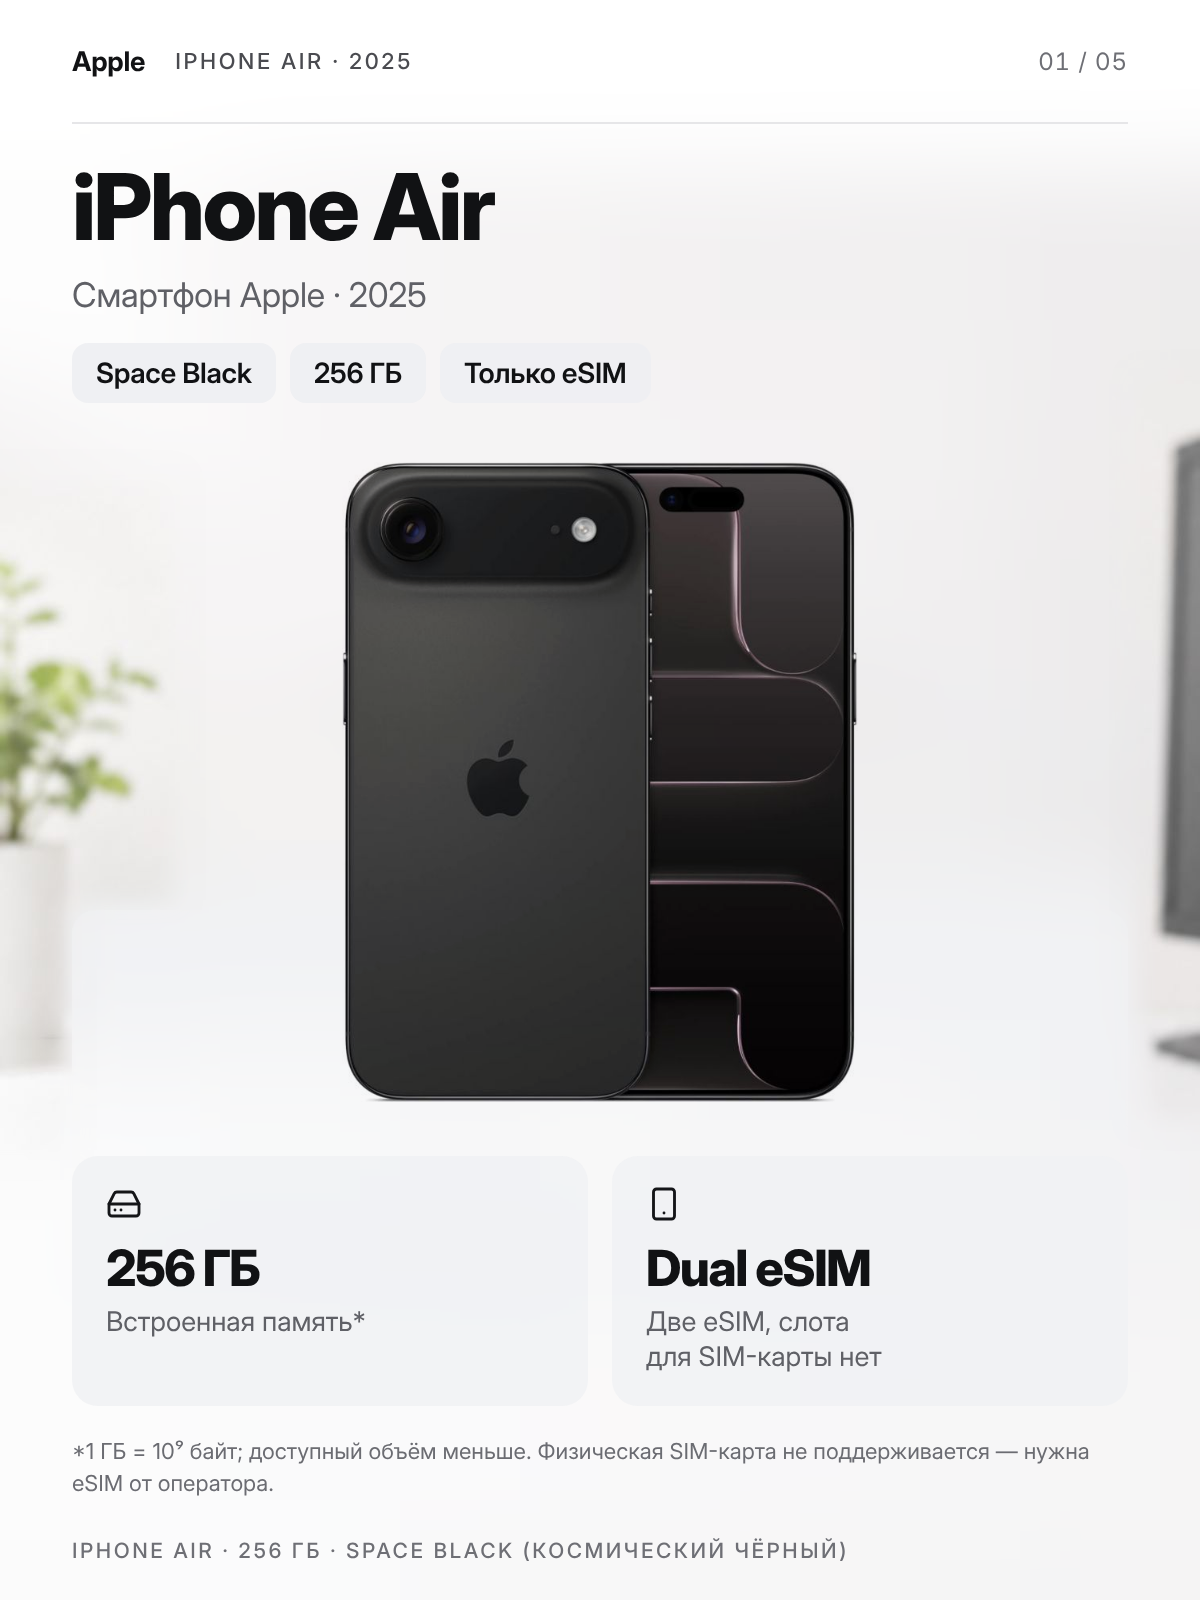 Apple IPHONE AIR · 2025 01 / 05
iPhone Air
Смартфон Apple · 2025
Space Black 256 ГБ Только eSIM
256 ГБ
Встроенная память*
Dual eSIM
Две eSIM, слота
для SIM-карты нет
*1 ГБ = 10⁹ байт; доступный объём меньше. Физическая SIM-карта не поддерживается — нужна
eSIM от оператора.
IPHONE AIR · 256 ГБ · SPACE BLACK (КОСМИЧЕСКИЙ ЧЁРНЫЙ)